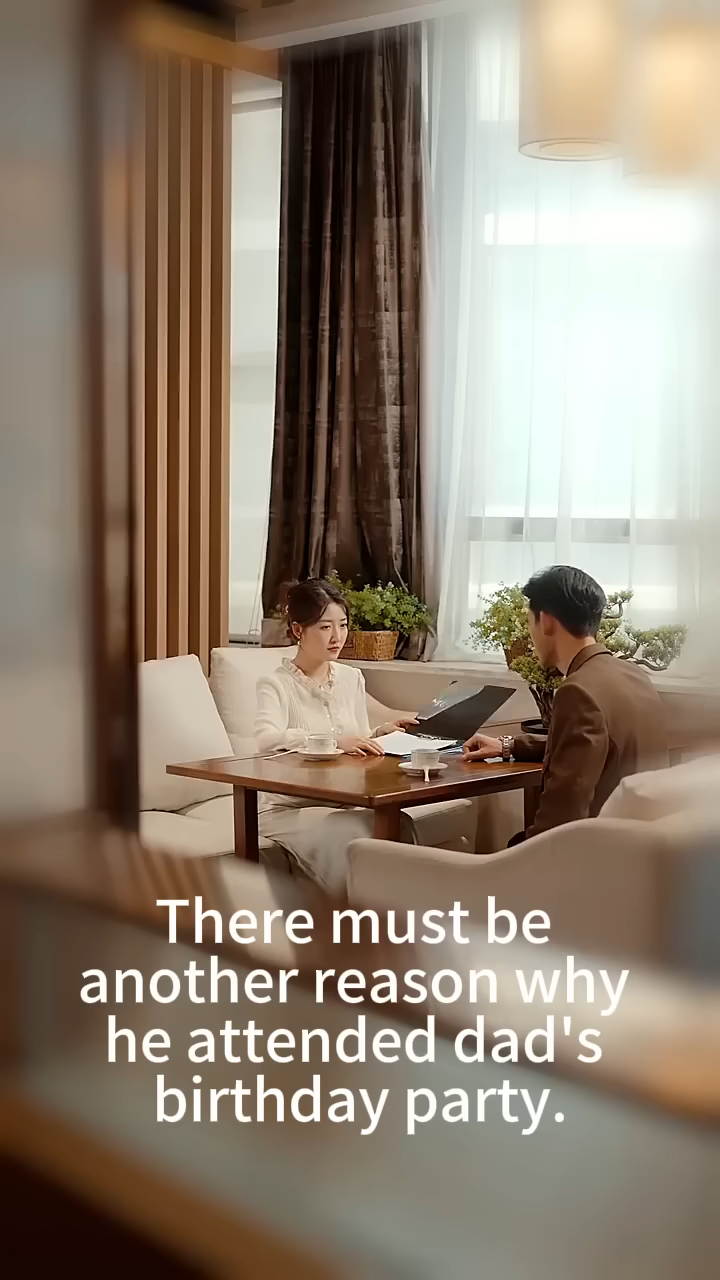 There must be
another reason why
he attended dad's
birthday party.